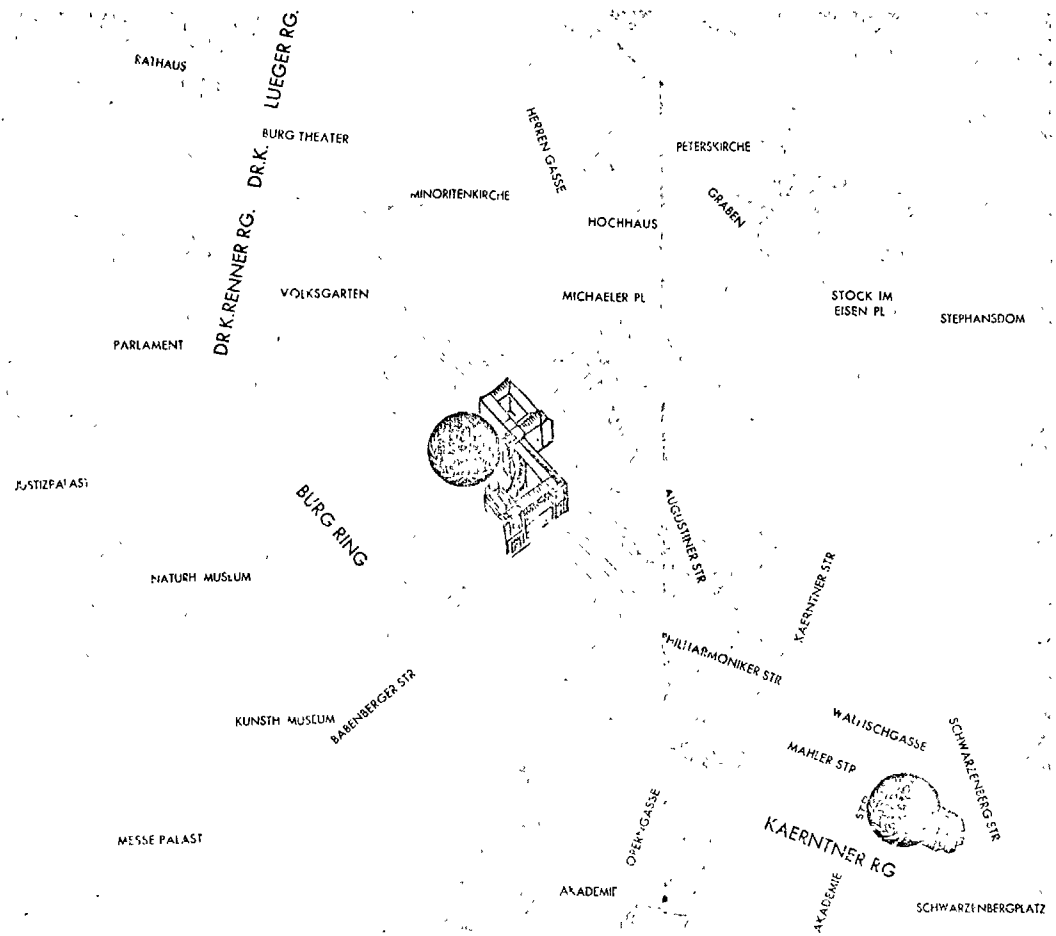 LUEGER RG.
RATHAUS
BURG THEATER
DR.K.
HERREN GASSE
PETERSKIRCHE
MINORITENKIRCHE
GRABEN
HOCHHAUS
DR K.RENNER RG.
VOLKSGARTEN
MICHAELER PL
STOCK IM
EISEN PL
STEPHANSDOM
PARLAMENT
JUSTIZPALAST
BURG RING
AUGUSTINER STR
NATURH MUSEUM
KAERNTNER STR
PHILHARMONIKER STR
KUNSTH MUSEUM
BABENBERGER STR
WALFISCHGASSE
SCHWARZENBERG STR
MAHLER STR
STR
MESSE PALAST
OPERNGASSE
KAERNTNER RG
AKADEMIE
AKADEMIE
SCHWARZENBERGPLATZ